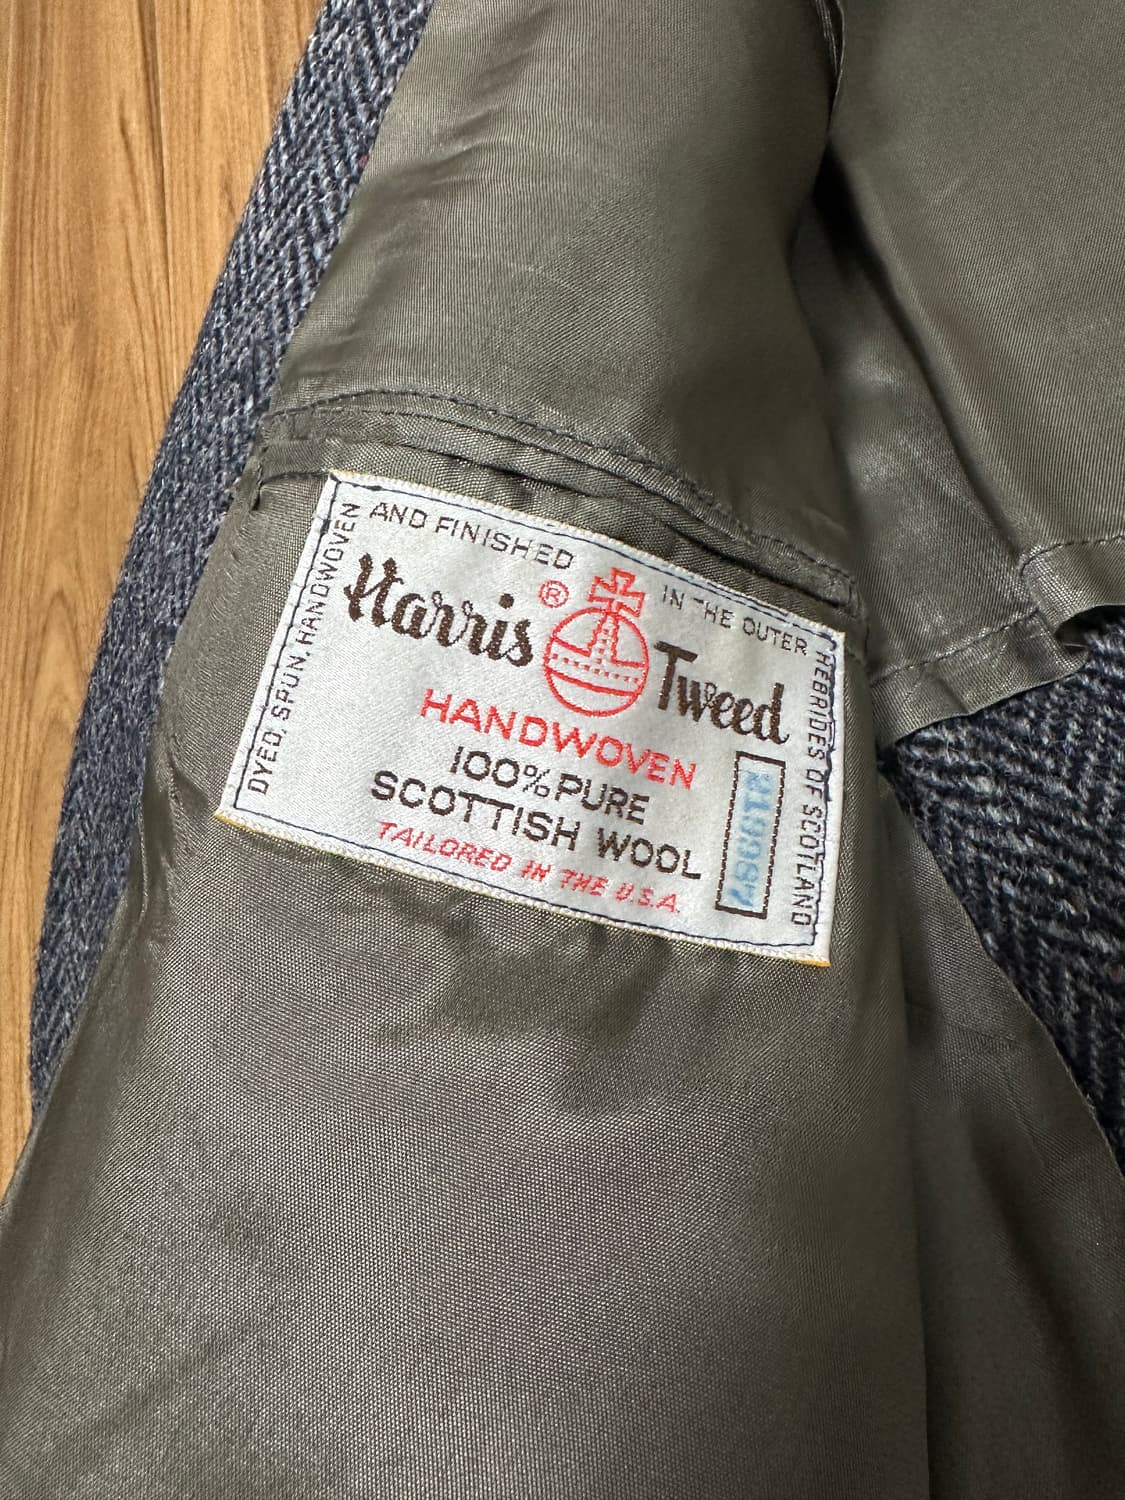 DYED, SPUN, HANDWOVEN
AND FINISHED
IN THE OUTER
HEBRIDES OF SCOTLAND
Harris ® Tweed
HANDWOVEN
100% PURE
SCOTTISH WOOL
TAILORED IN THE U.S.A.